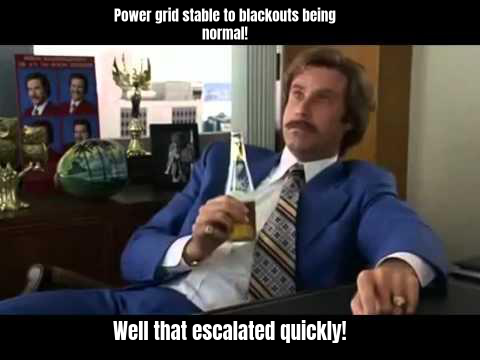 Power grid stable to blackouts being
normal!
Well that escalated quickly!